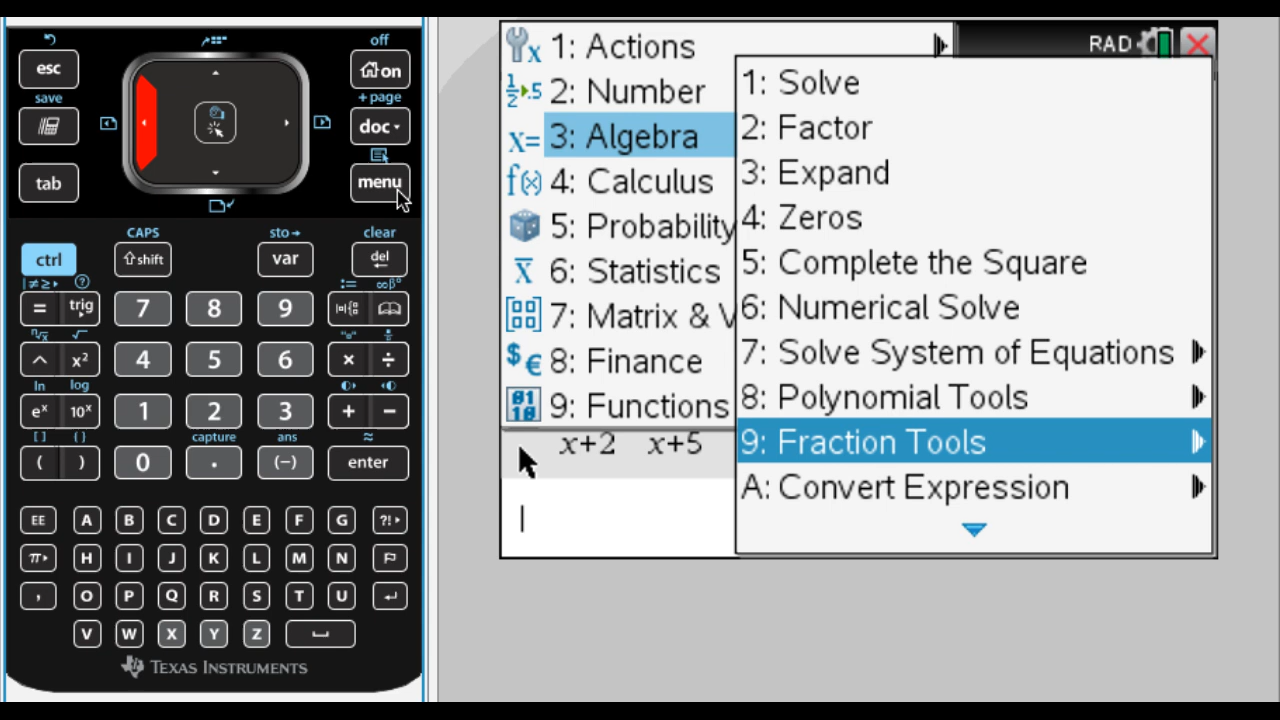 off
esc
on
save
+ page
doc
tab
menu
CAPS
sto→
clear
ctrl
⇧shift
var
del
|≠≥▸
?
:=
∞β°
=
trig
7
8
9
|□|{□
ⁿ√x
√
"∘"
^
x²
4
5
6
×
÷
ln
log
eˣ
10ˣ
1
2
3
+
−
[ ]
{ }
capture
ans
≈
(
)
0
.
(−)
enter
EE
A
B
C
D
E
F
G
?!▸
π▸
H
I
J
K
L
M
N
,
O
P
Q
R
S
T
U
↵
V
W
X
Y
Z
TEXAS INSTRUMENTS
1: Actions
2: Number
3: Algebra
4: Calculus
5: Probability
6: Statistics
7: Matrix & V
8: Finance
9: Functions
RAD
1: Solve
2: Factor
3: Expand
4: Zeros
5: Complete the Square
6: Numerical Solve
7: Solve System of Equations
8: Polynomial Tools
9: Fraction Tools
A: Convert Expression
x+2 x+5